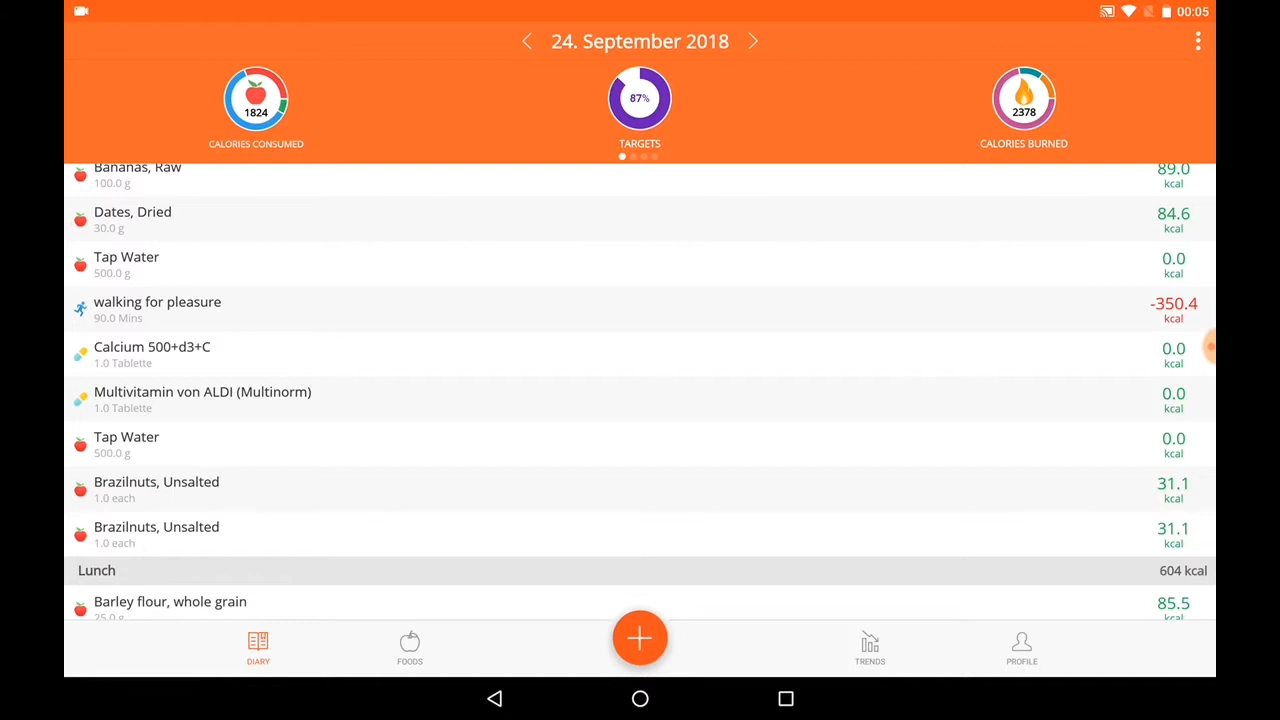 00:05
24. September 2018
1824
87%
2378
CALORIES CONSUMED
TARGETS
CALORIES BURNED
Bananas, Raw
89.0
100.0 g
kcal
Dates, Dried
84.6
30.0 g
kcal
Tap Water
0.0
500.0 g
kcal
walking for pleasure
-350.4
90.0 Mins
kcal
Calcium 500+d3+C
0.0
1.0 Tablette
kcal
Multivitamin von ALDI (Multinorm)
0.0
1.0 Tablette
kcal
Tap Water
0.0
500.0 g
kcal
Brazilnuts, Unsalted
31.1
1.0 each
kcal
Brazilnuts, Unsalted
31.1
1.0 each
kcal
Lunch
604 kcal
Barley flour, whole grain
85.5
25.0 g
kcal
DIARY
FOODS
TRENDS
PROFILE